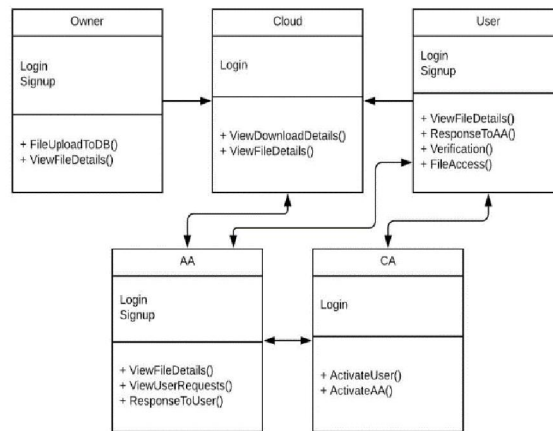 Owner
Login
Signup
+ FileUploadToDB()
+ ViewFileDetails()
Cloud
Login
+ ViewDownloadDetails()
+ ViewFileDetails()
User
Login
Signup
+ ViewFileDetails()
+ ResponseToAA()
+ Verification()
+ FileAccess()
AA
Login
Signup
+ ViewFileDetails()
+ ViewUserRequests()
+ ResponseToUser()
CA
Login
+ ActivateUser()
+ ActivateAA()